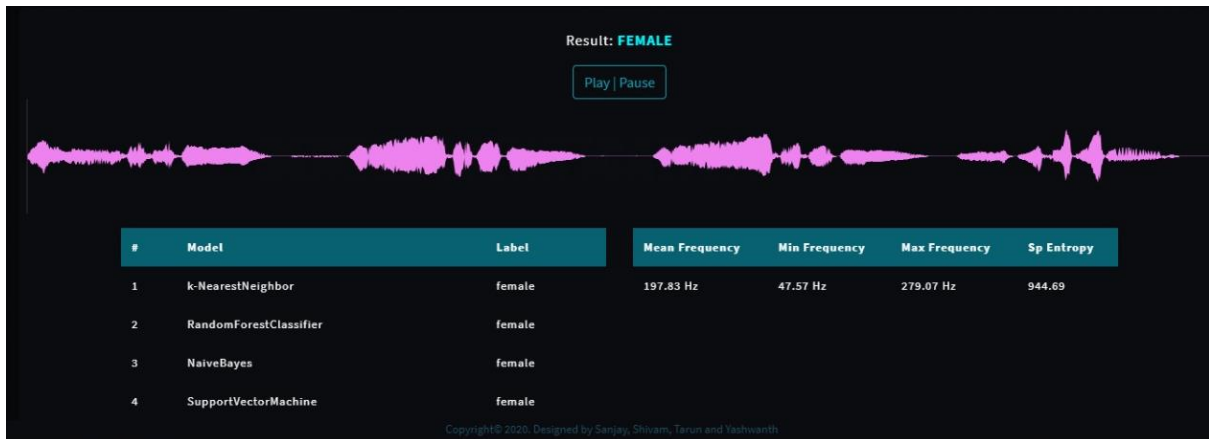 Result: FEMALE
Play | Pause
# Model Label
1 k-NearestNeighbor female
2 RandomForestClassifier female
3 NaiveBayes female
4 SupportVectorMachine female
Mean Frequency Min Frequency Max Frequency Sp Entropy
197.83 Hz 47.57 Hz 279.07 Hz 944.69
Copyright© 2020. Designed by Sanjay, Shivam, Tarun and Yashwanth